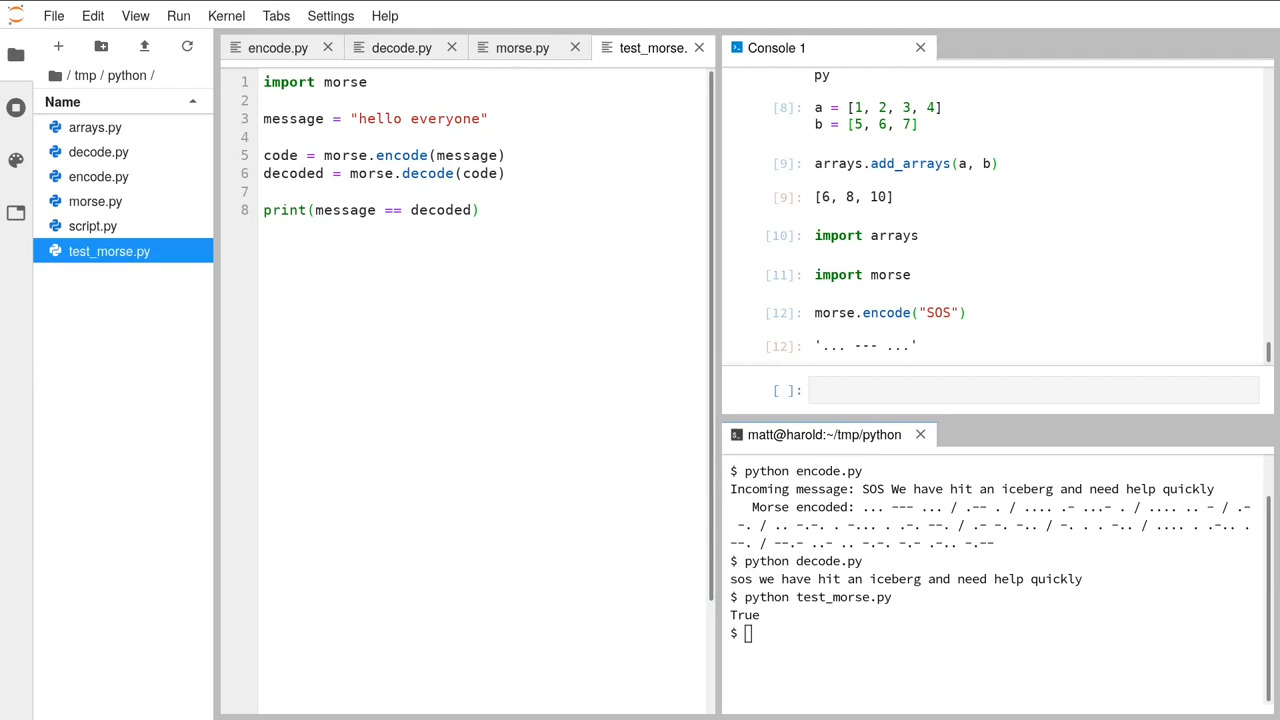 File Edit View Run Kernel Tabs Settings Help
/ tmp / python /
Name
arrays.py
decode.py
encode.py
morse.py
script.py
test_morse.py
encode.py decode.py morse.py test_morse.
1 import morse
2
3 message = "hello everyone"
4
5 code = morse.encode(message)
6 decoded = morse.decode(code)
7
8 print(message == decoded)
Console 1
py
[8]: a = [1, 2, 3, 4]
b = [5, 6, 7]
[9]: arrays.add_arrays(a, b)
[9]: [6, 8, 10]
[10]: import arrays
[11]: import morse
[12]: morse.encode("SOS")
[12]: '... --- ...'
[ ]:
matt@harold:~/tmp/python
$ python encode.py
Incoming message: SOS We have hit an iceberg and need help quickly
Morse encoded: ... --- ... / .-- . / .... .- ...- . / .... .. - / .-
-. / .. -.-. . -... . .-. --. / .- -. -.. / -. . . -.. / .... . .-.. .
--. / --.- ..- .. -.-. -.- .-.. -.--
$ python decode.py
sos we have hit an iceberg and need help quickly
$ python test_morse.py
True
$